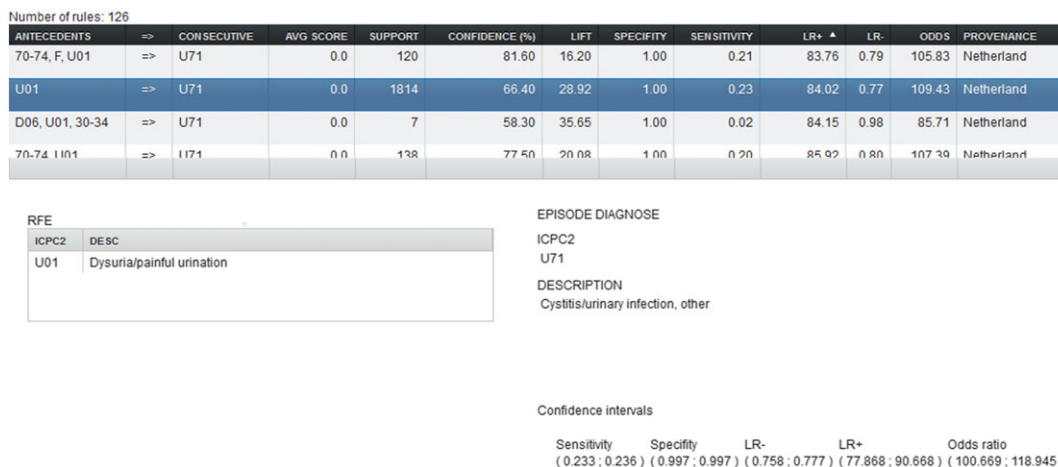 Number of rules: 126
ANTECEDENTS => CONSECUTIVE AVG SCORE SUPPORT CONFIDENCE (%) LIFT SPECIFIY SENSITIVITY LR+ ▲ LR- ODDS PROVENANCE
70-74, F, U01 => U71 0.0 120 81.60 16.20 1.00 0.21 83.76 0.79 105.83 Netherland
U01 => U71 0.0 1814 66.40 28.92 1.00 0.23 84.02 0.77 109.43 Netherland
D06, U01, 30-34 => U71 0.0 7 58.30 35.65 1.00 0.02 84.15 0.98 85.71 Netherland
70-74, U01 => U71 0.0 138 77.50 20.08 1.00 0.20 85.92 0.80 107.39 Netherland
RFE
ICPC2 DESC
U01 Dysuria/painful urination
EPISODE DIAGNOSE
ICPC2
U71
DESCRIPTION
Cystitis/urinary infection, other
Confidence intervals
Sensitivity Specifity LR- LR+ Odds ratio
( 0.233 ; 0.236 ) ( 0.997 ; 0.997 ) ( 0.758 ; 0.777 ) ( 77.868 ; 90.668 ) ( 100.669 ; 118.945